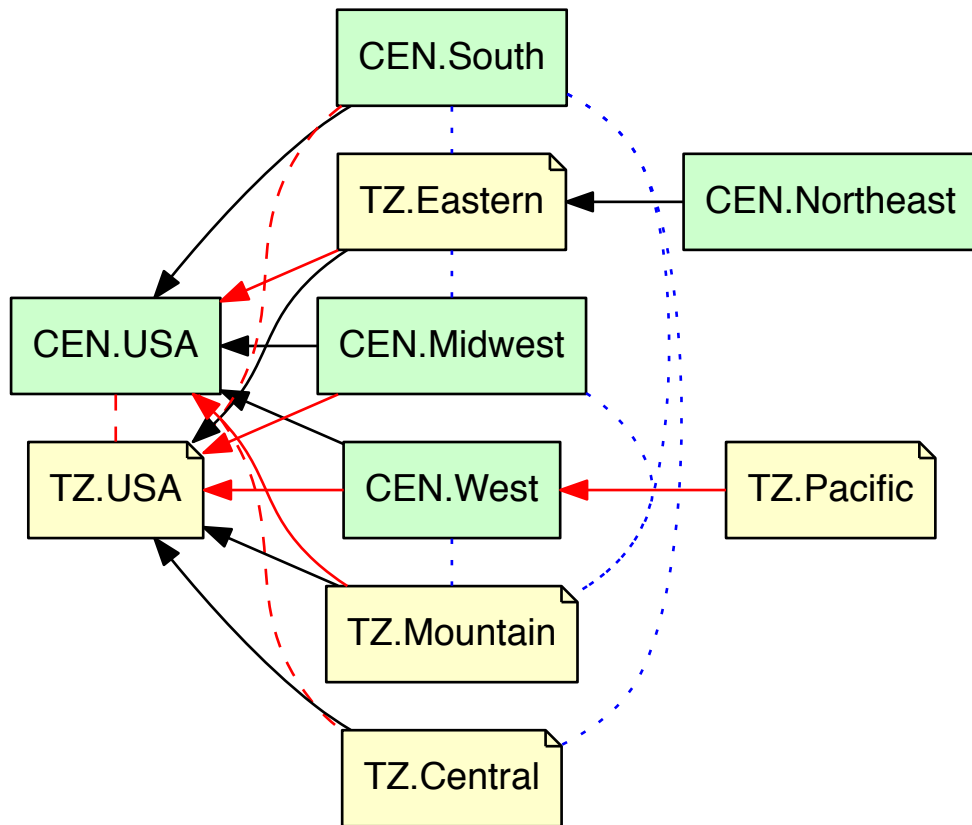 CEN.South
TZ.Eastern
CEN.Northeast
CEN.USA
CEN.Midwest
TZ.USA
CEN.West
TZ.Pacific
TZ.Mountain
TZ.Central